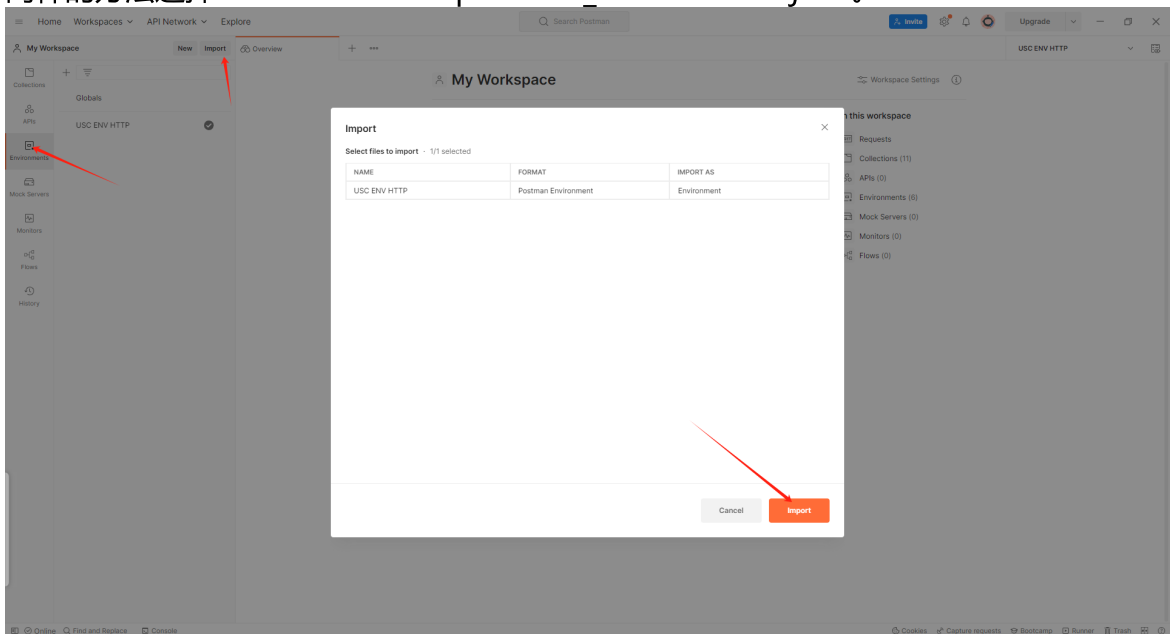 Home Workspaces API Network Explore Search Postman Invite Upgrade
My Workspace New Import Overview USC ENV HTTP
Collections
APIs
Environments
Mock Servers
Monitors
Flows
History
Globals
USC ENV HTTP
My Workspace
Workspace Settings
Import
Select files to import · 1/1 selected
NAME FORMAT IMPORT AS
USC ENV HTTP Postman Environment Environment
Cancel Import
this workspace
Requests
Collections (11)
APIs (0)
Environments (6)
Mock Servers (0)
Monitors (0)
Flows (0)
Online Find and Replace Console Cookies Capture requests Bootcamp Runner Trash